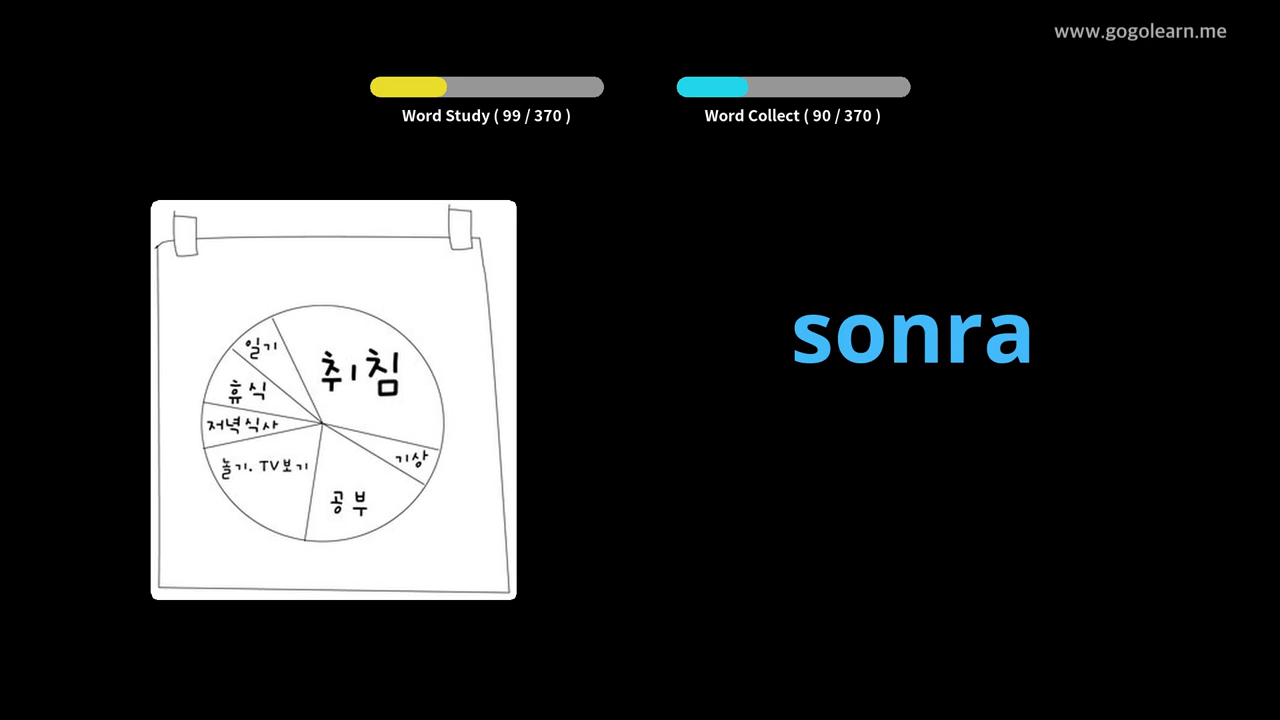 www.gogolearn.me
Word Study ( 99 / 370 )
Word Collect ( 90 / 370 )
일기
취침
휴식
저녁식사
놀기. TV보기
기상
공부
sonra